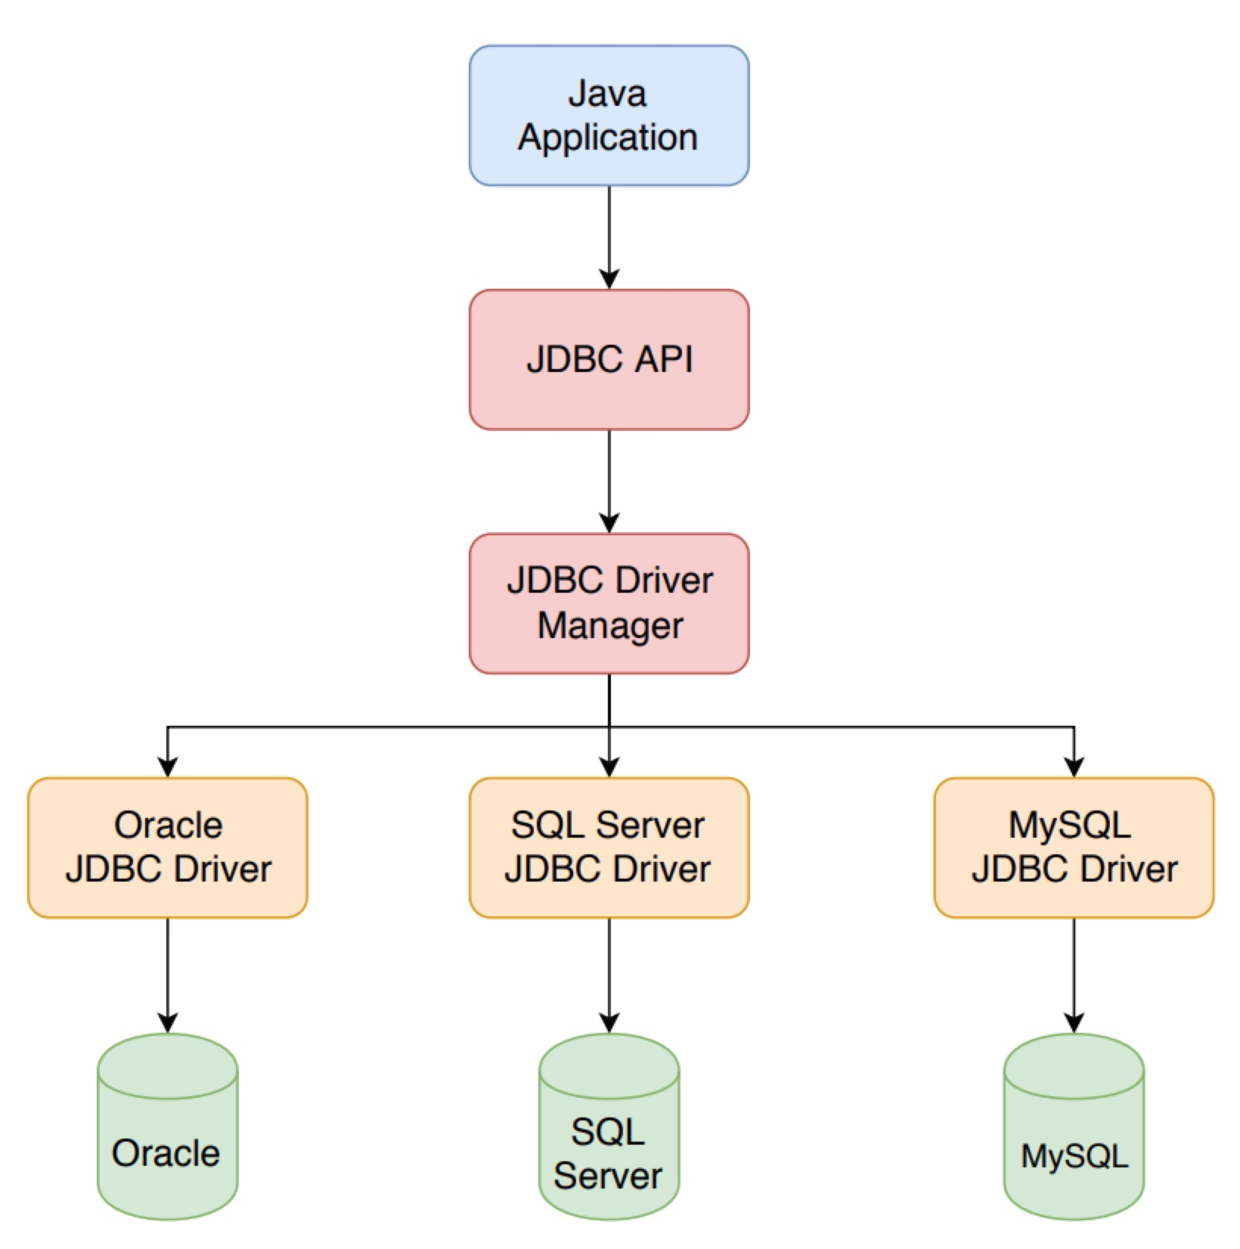 Java
Application
JDBC API
JDBC Driver
Manager
Oracle
JDBC Driver
SQL Server
JDBC Driver
MySQL
JDBC Driver
Oracle
SQL
Server
MySQL